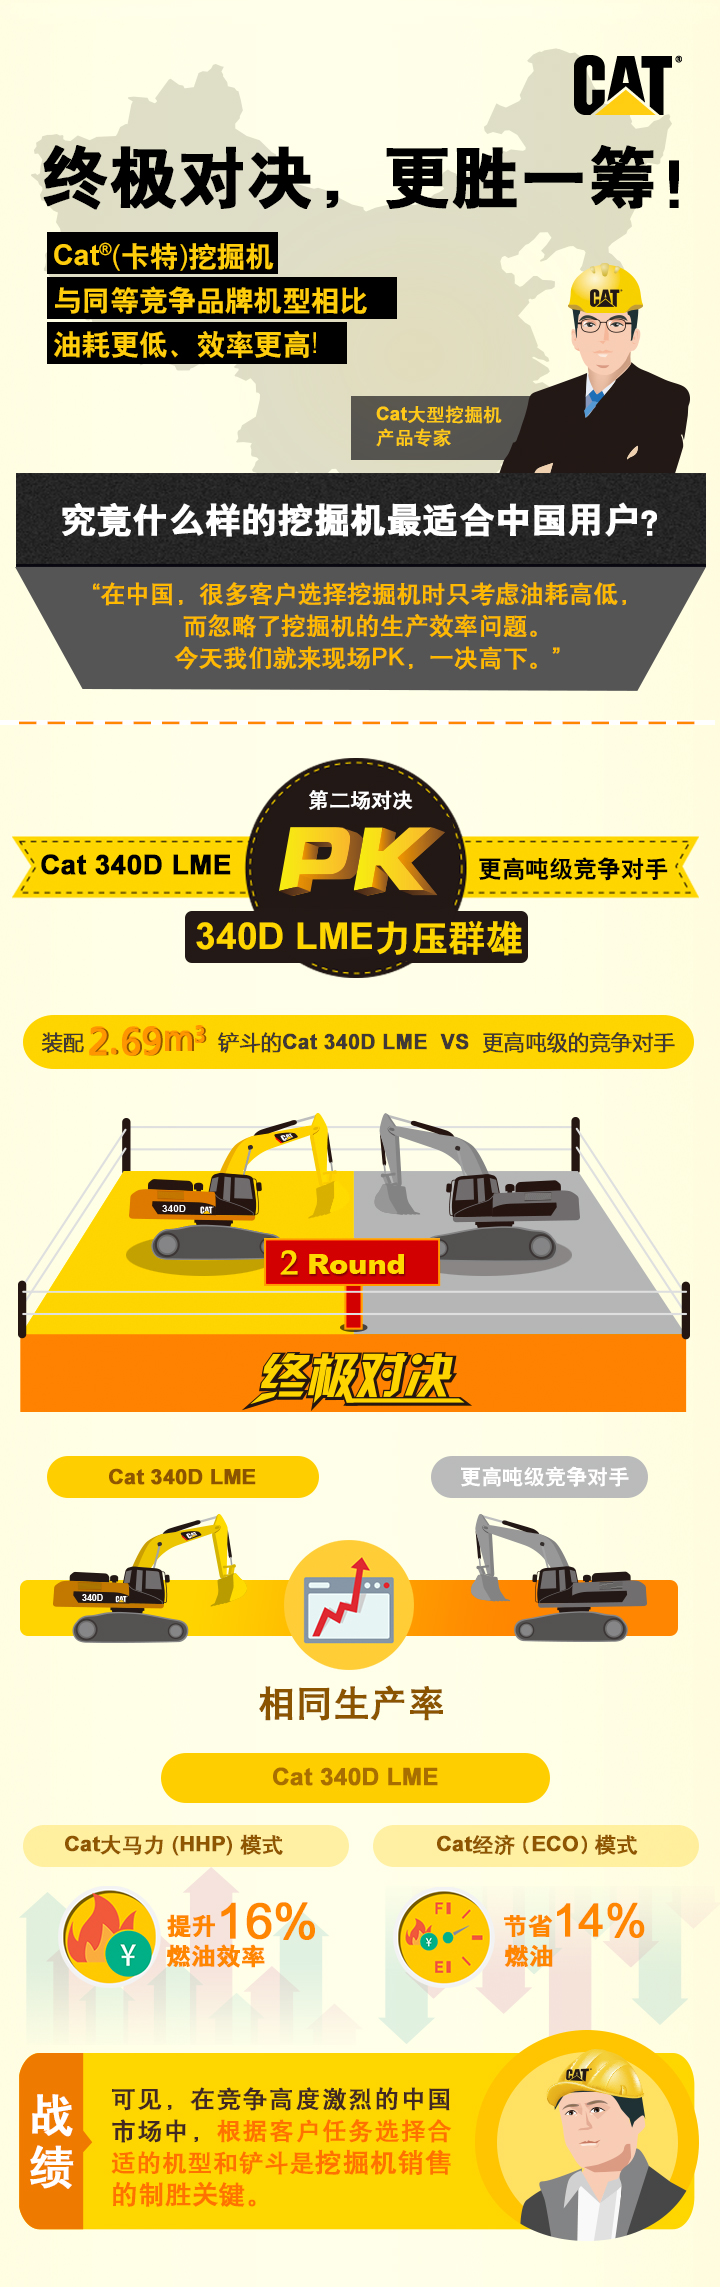 CAT®
终极对决，更胜一筹！
Cat®(卡特)挖掘机
与同等竞争品牌机型相比
油耗更低、效率更高!
CAT
Cat大型挖掘机
产品专家
究竟什么样的挖掘机最适合中国用户？
“在中国，很多客户选择挖掘机时只考虑油耗高低，
而忽略了挖掘机的生产效率问题。
今天我们就来现场PK，一决高下。”
第二场对决
Cat 340D LME
PK
更高吨级竞争对手
340D LME力压群雄
装配 2.69m³ 铲斗的Cat 340D LME VS 更高吨级的竞争对手
CAT
340D CAT
2 Round
终极对决
Cat 340D LME
更高吨级竞争对手
CAT
340D CAT
相同生产率
Cat 340D LME
Cat大马力 (HHP) 模式
Cat经济 (ECO) 模式
¥
提升16%
燃油效率
F
¥
E
节省14%
燃油
战绩
可见，在竞争高度激烈的中国
市场中，根据客户任务选择合
适的机型和铲斗是挖掘机销售
的制胜关键。
CAT